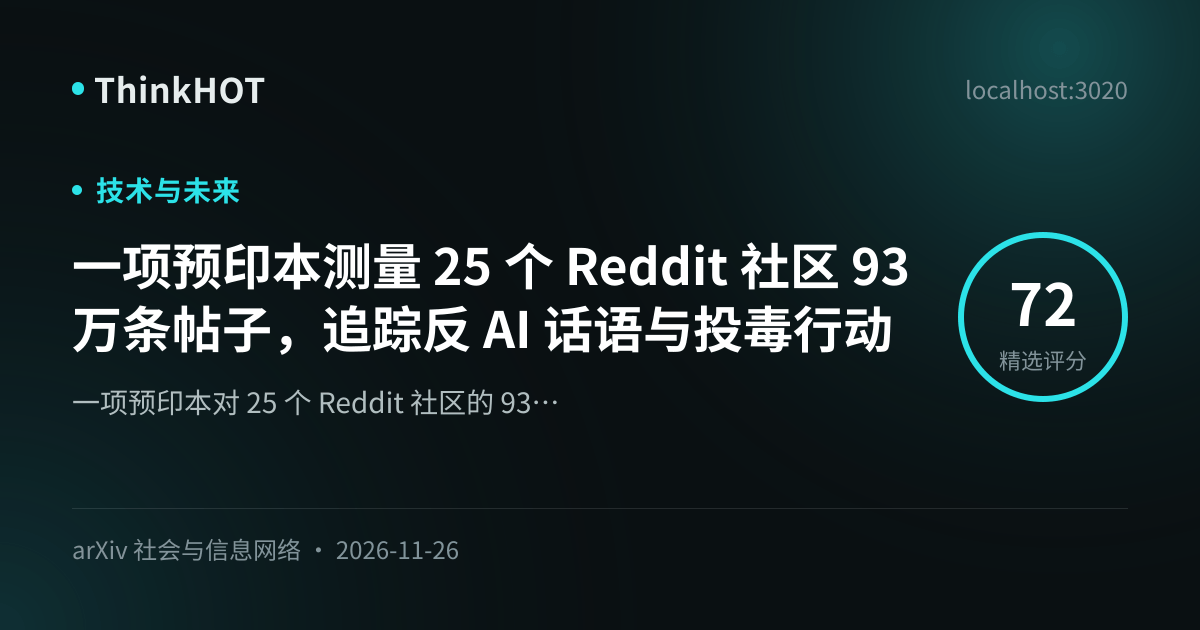 ThinkHOT
localhost:3020
技术与未来
一项预印本测量 25 个 Reddit 社区 93
万条帖子，追踪反 AI 话语与投毒行动
72
精选评分
一项预印本对 25 个 Reddit 社区的 93…
arXiv 社会与信息网络 · 2026-11-26